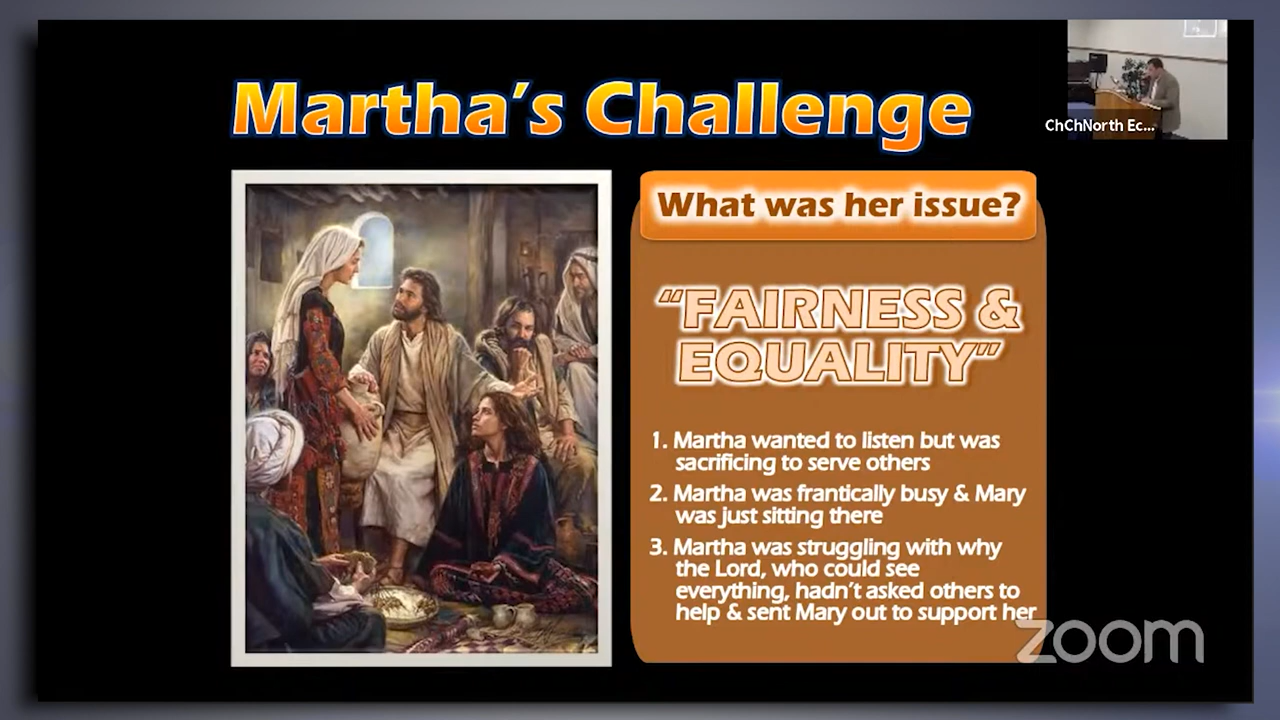 Martha's Challenge
ChChNorth Ec...
What was her issue?
"FAIRNESS &
EQUALITY"
1. Martha wanted to listen but was
sacrificing to serve others
2. Martha was frantically busy & Mary
was just sitting there
3. Martha was struggling with why
the Lord, who could see
everything, hadn't asked others to
help & sent Mary out to support her
zoom